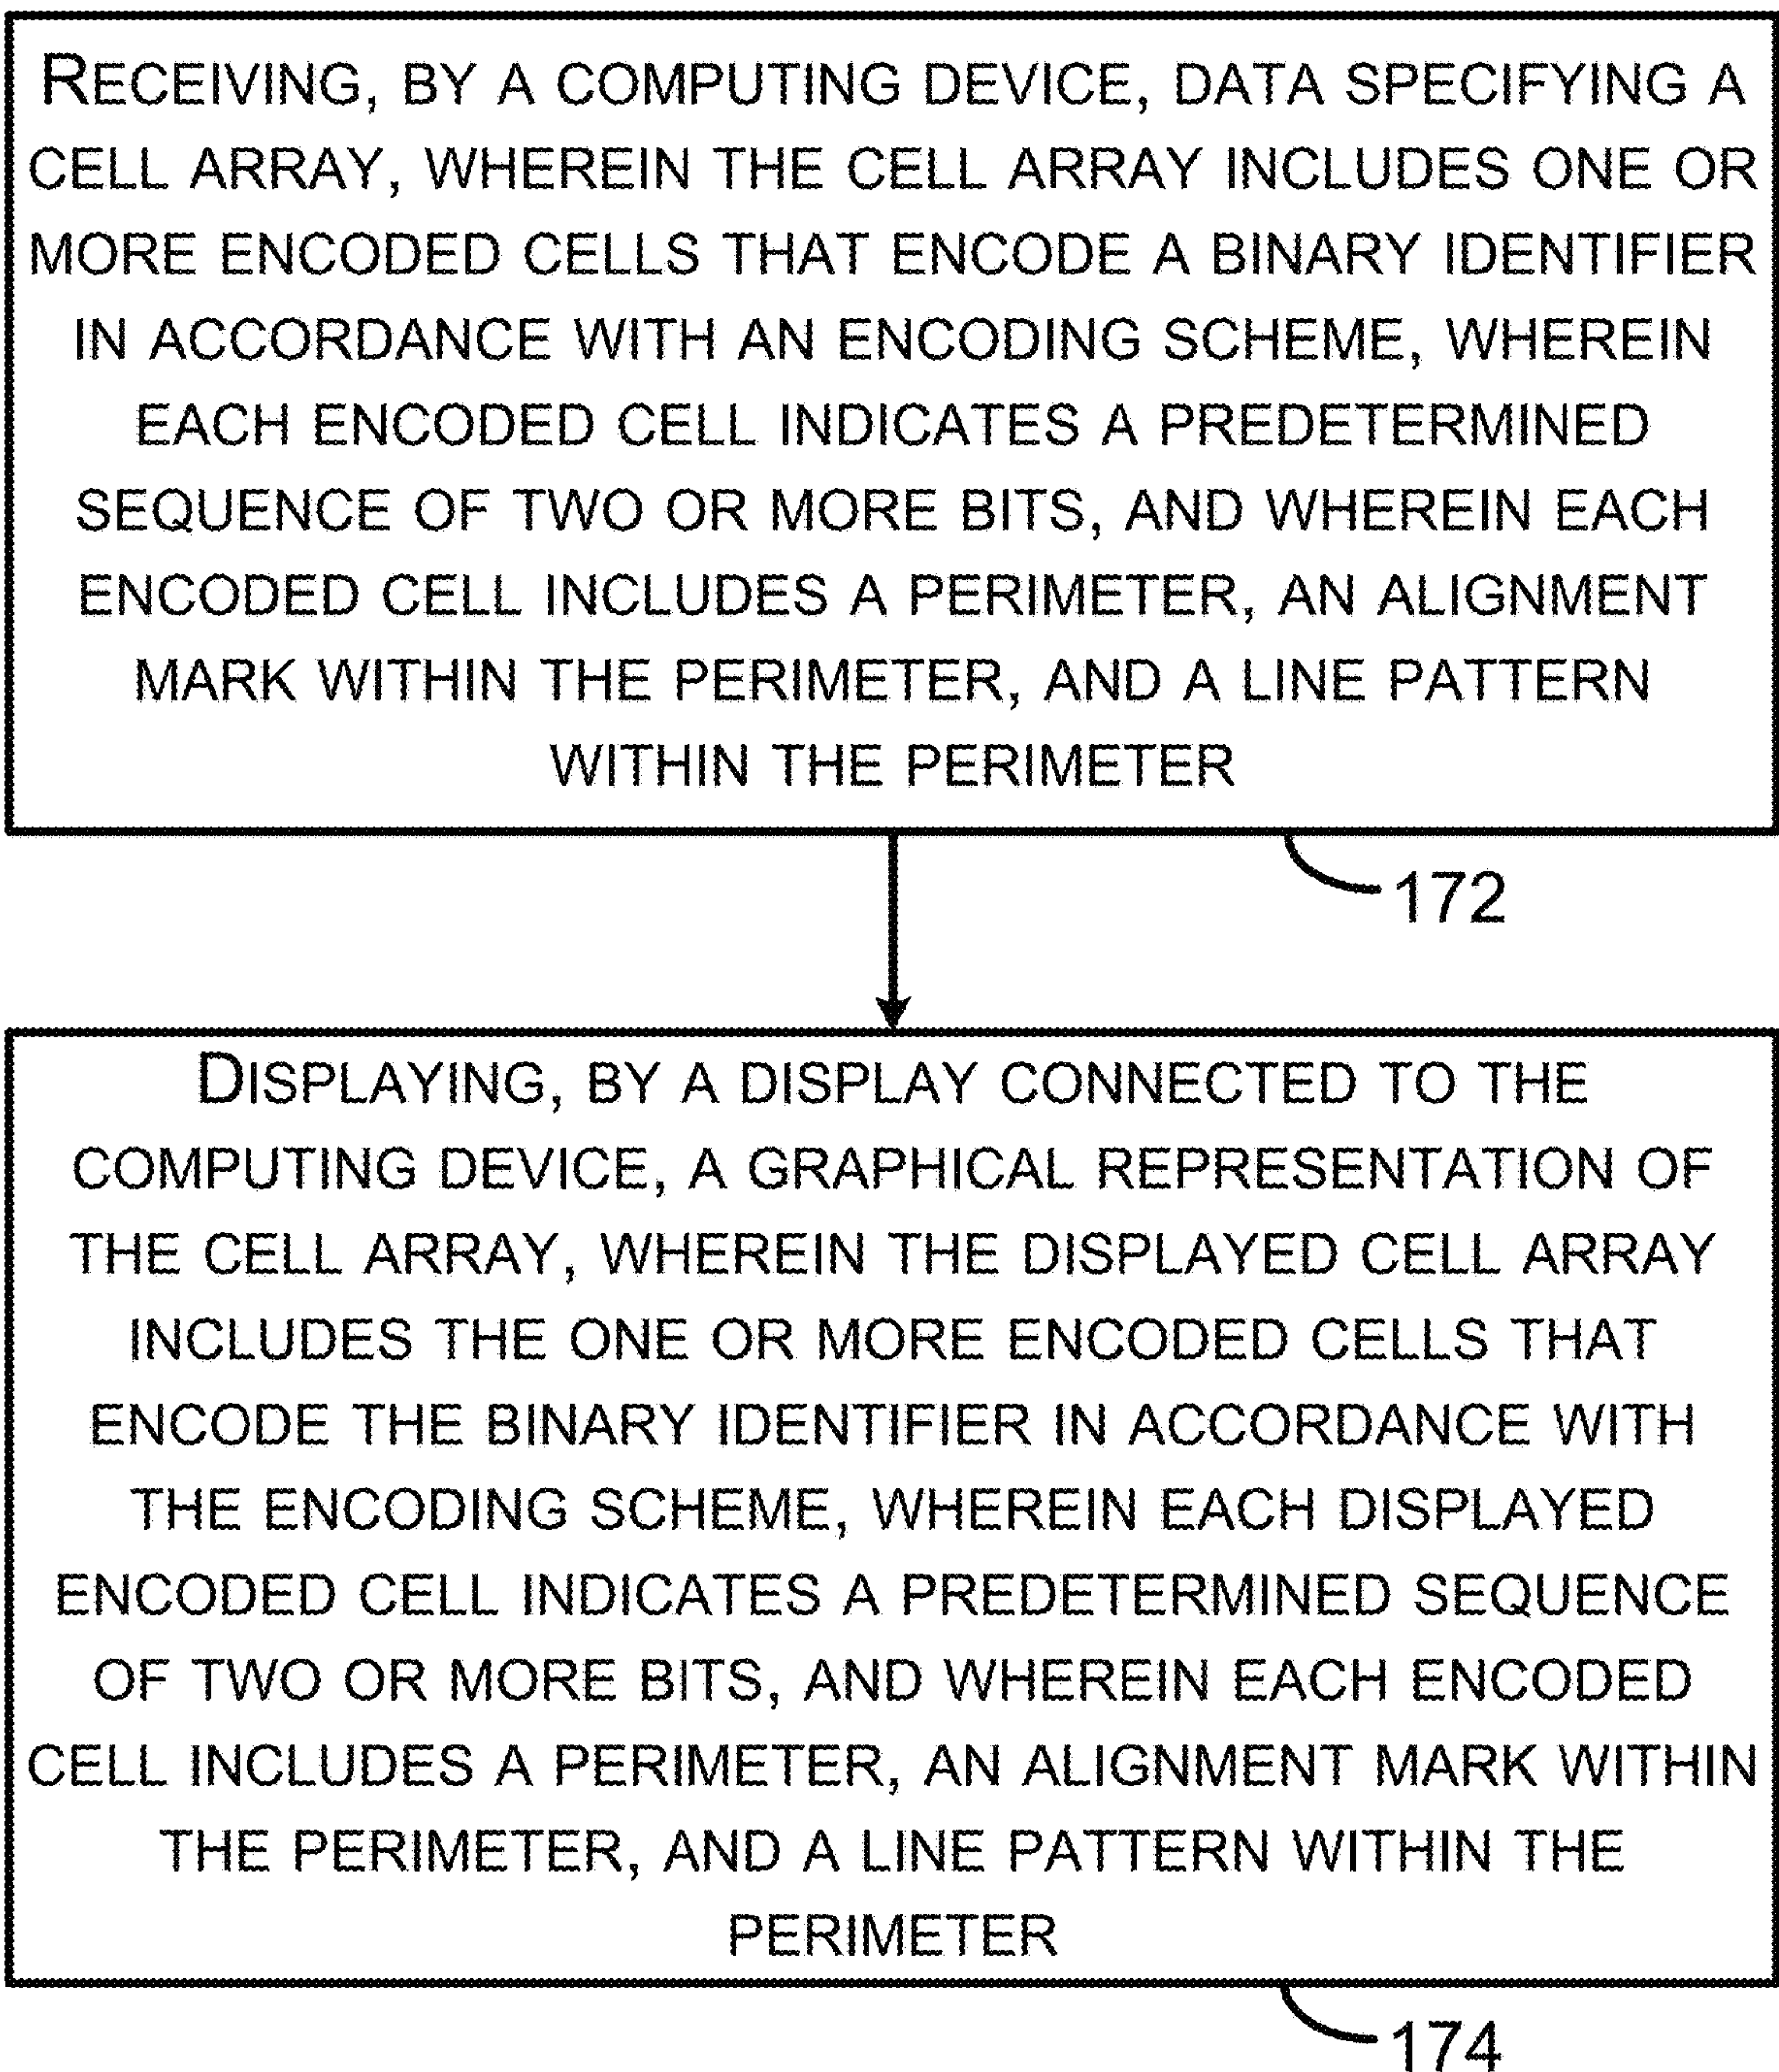 RECEIVING, BY A COMPUTING DEVICE, DATA SPECIFYING A
CELL ARRAY, WHEREIN THE CELL ARRAY INCLUDES ONE OR
MORE ENCODED CELLS THAT ENCODE A BINARY IDENTIFIER
IN ACCORDANCE WITH AN ENCODING SCHEME, WHEREIN
EACH ENCODED CELL INDICATES A PREDETERMINED
SEQUENCE OF TWO OR MORE BITS, AND WHEREIN EACH
ENCODED CELL INCLUDES A PERIMETER, AN ALIGNMENT
MARK WITHIN THE PERIMETER, AND A LINE PATTERN
WITHIN THE PERIMETER
172
DISPLAYING, BY A DISPLAY CONNECTED TO THE
COMPUTING DEVICE, A GRAPHICAL REPRESENTATION OF
THE CELL ARRAY, WHEREIN THE DISPLAYED CELL ARRAY
INCLUDES THE ONE OR MORE ENCODED CELLS THAT
ENCODE THE BINARY IDENTIFIER IN ACCORDANCE WITH
THE ENCODING SCHEME, WHEREIN EACH DISPLAYED
ENCODED CELL INDICATES A PREDETERMINED SEQUENCE
OF TWO OR MORE BITS, AND WHEREIN EACH ENCODED
CELL INCLUDES A PERIMETER, AN ALIGNMENT MARK WITHIN
THE PERIMETER, AND A LINE PATTERN WITHIN THE
PERIMETER
174